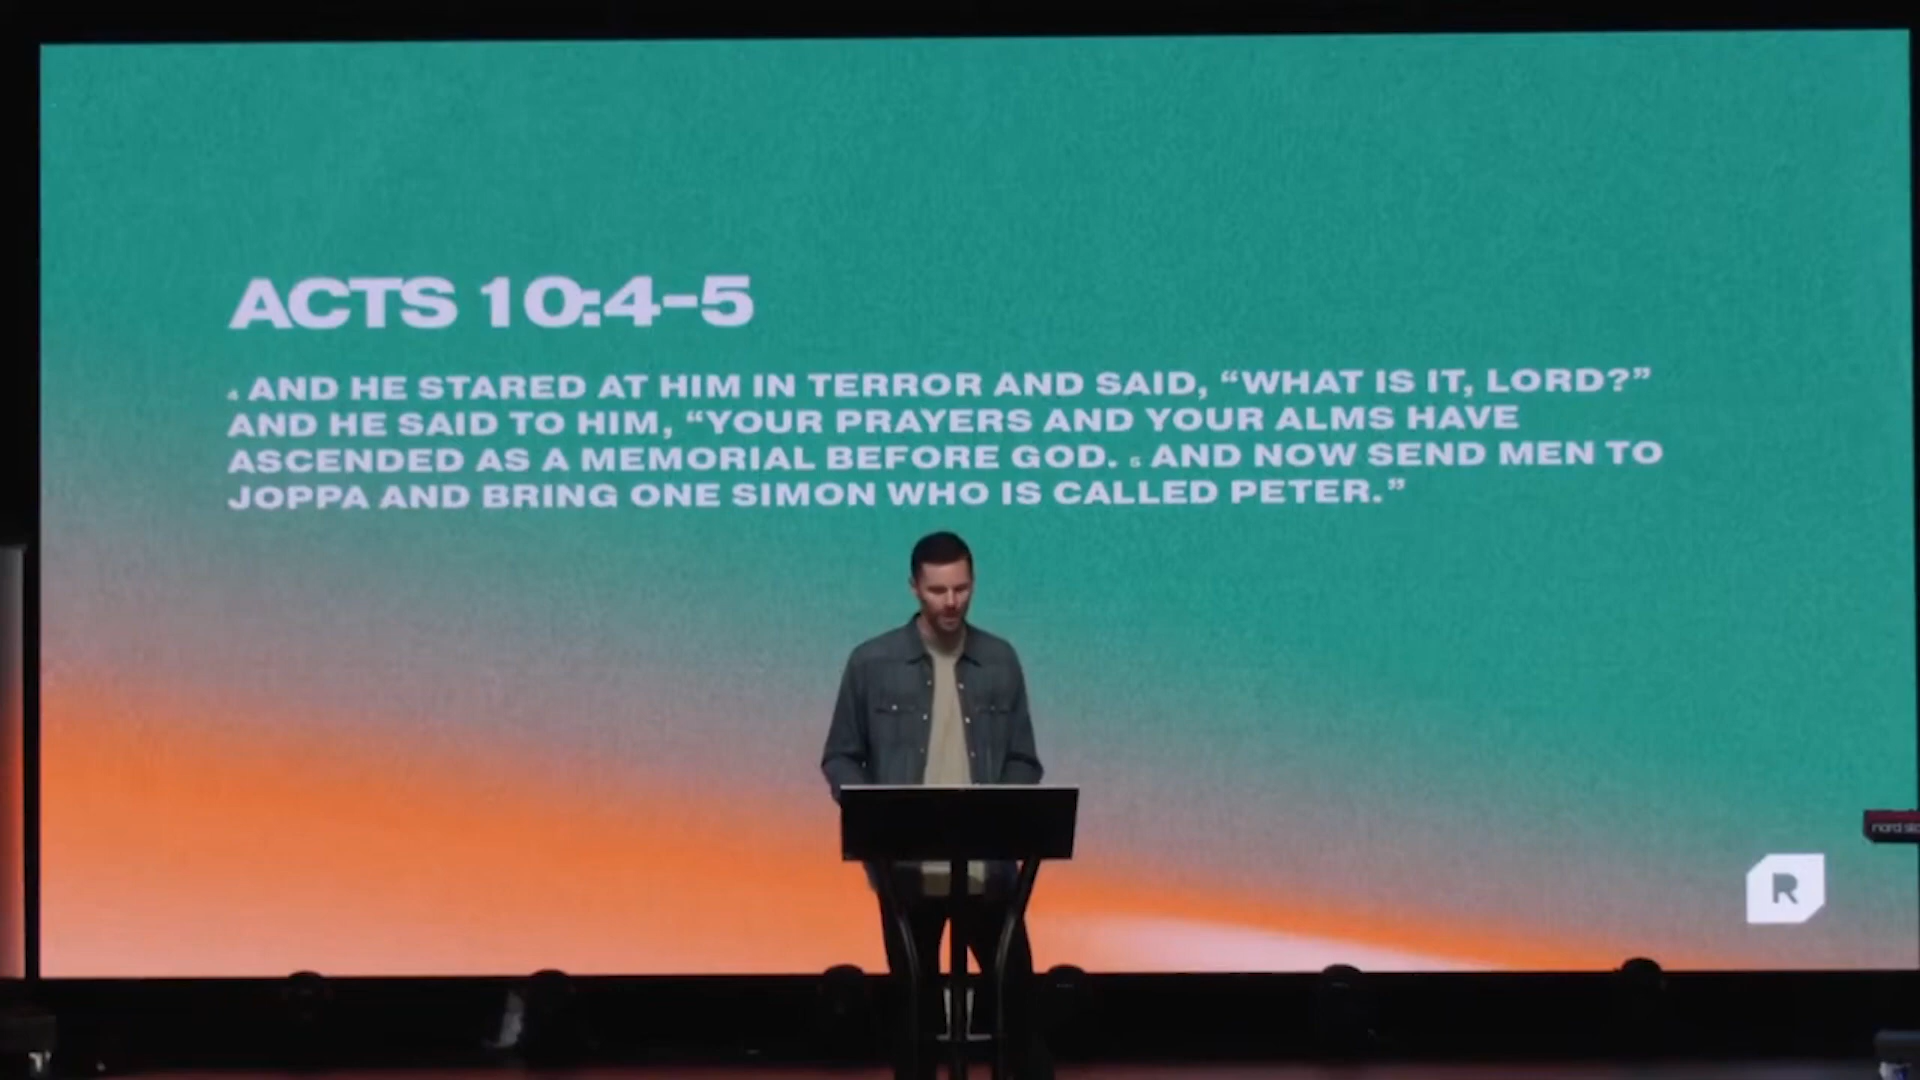 ACTS 10:4-5
4 AND HE STARED AT HIM IN TERROR AND SAID, “WHAT IS IT, LORD?”
AND HE SAID TO HIM, “YOUR PRAYERS AND YOUR ALMS HAVE
ASCENDED AS A MEMORIAL BEFORE GOD. 5 AND NOW SEND MEN TO
JOPPA AND BRING ONE SIMON WHO IS CALLED PETER.”
nord
R